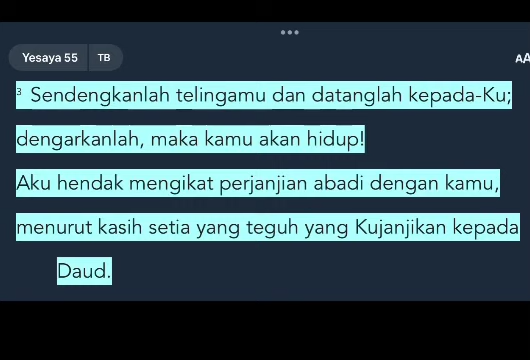 Yesaya 55 TB
AA
3 Sendengkanlah telingamu dan datanglah kepada-Ku;
dengarkanlah, maka kamu akan hidup!
Aku hendak mengikat perjanjian abadi dengan kamu,
menurut kasih setia yang teguh yang Kujanjikan kepada
Daud.